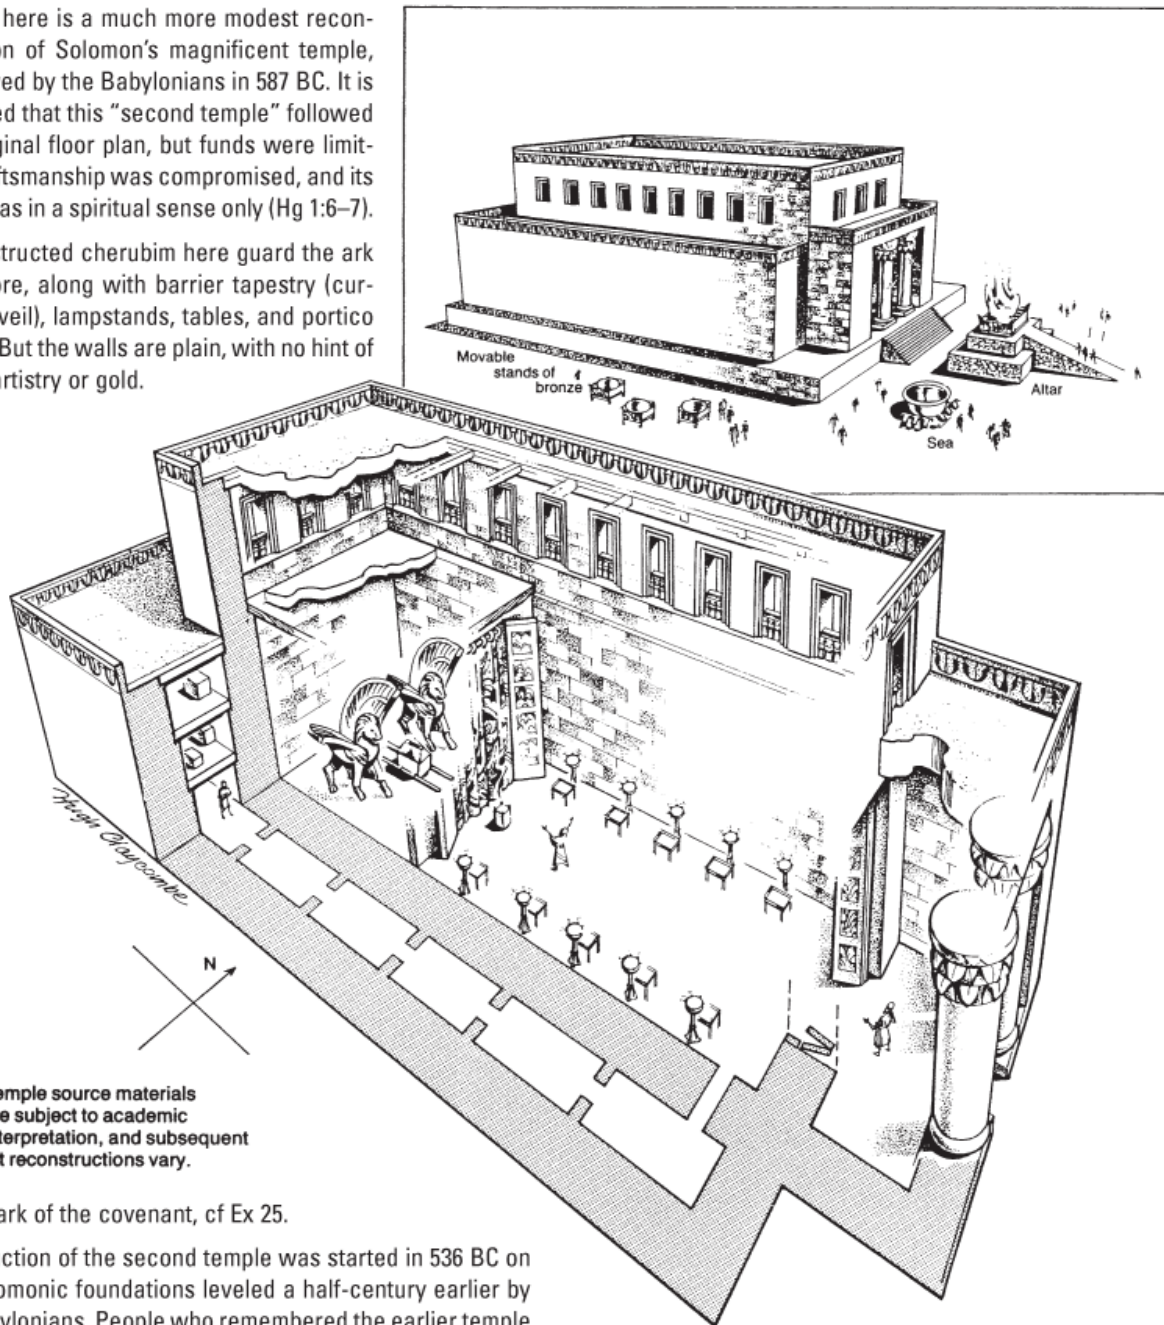 here is a much more modest recon-
on of Solomon's magnificent temple,
ed by the Babylonians in 587 BC. It is
ed that this “second temple” followed
ginal floor plan, but funds were limit-
ftsmanship was compromised, and its
as in a spiritual sense only (Hg 1:6–7).
tructed cherubim here guard the ark
ore, along with barrier tapestry (cur-
veil), lampstands, tables, and portico
But the walls are plain, with no hint of
artistry or gold.
Movable
stands of
bronze
Altar
Sea
Hugh Claycombe
N
emple source materials
e subject to academic
terpretation, and subsequent
t reconstructions vary.
ark of the covenant, cf Ex 25.
ction of the second temple was started in 536 BC on
omonic foundations leveled a half-century earlier by
ylonians. People who remembered the earlier temple